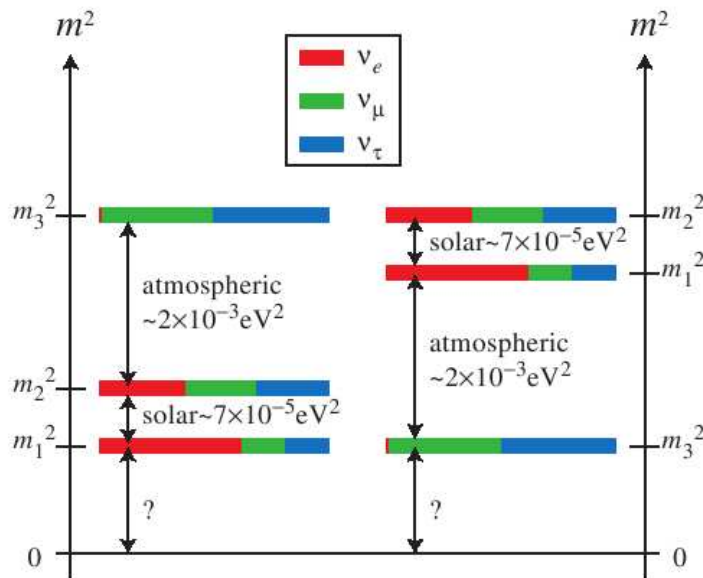 m² m²
ν_e
ν_μ
ν_τ
m₃² m₂²
solar~7×10⁻⁵eV²
m₁²
atmospheric
~2×10⁻³eV²
atmospheric
~2×10⁻³eV²
m₂²
solar~7×10⁻⁵eV²
m₁² m₃²
? ?
0 0